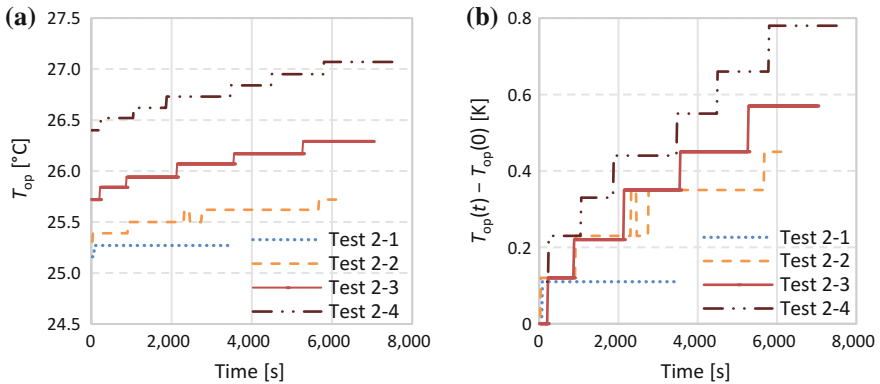 (a)
27.5
27.0
26.5
26.0
25.5
25.0
24.5
Top [°C]
0
2,000
4,000
6,000
8,000
Time [s]
Test 2-1
Test 2-2
Test 2-3
Test 2-4
(b)
0.8
0.6
0.4
0.2
0
Top(t) − Top(0) [K]
0
2,000
4,000
6,000
8,000
Time [s]
Test 2-1
Test 2-2
Test 2-3
Test 2-4